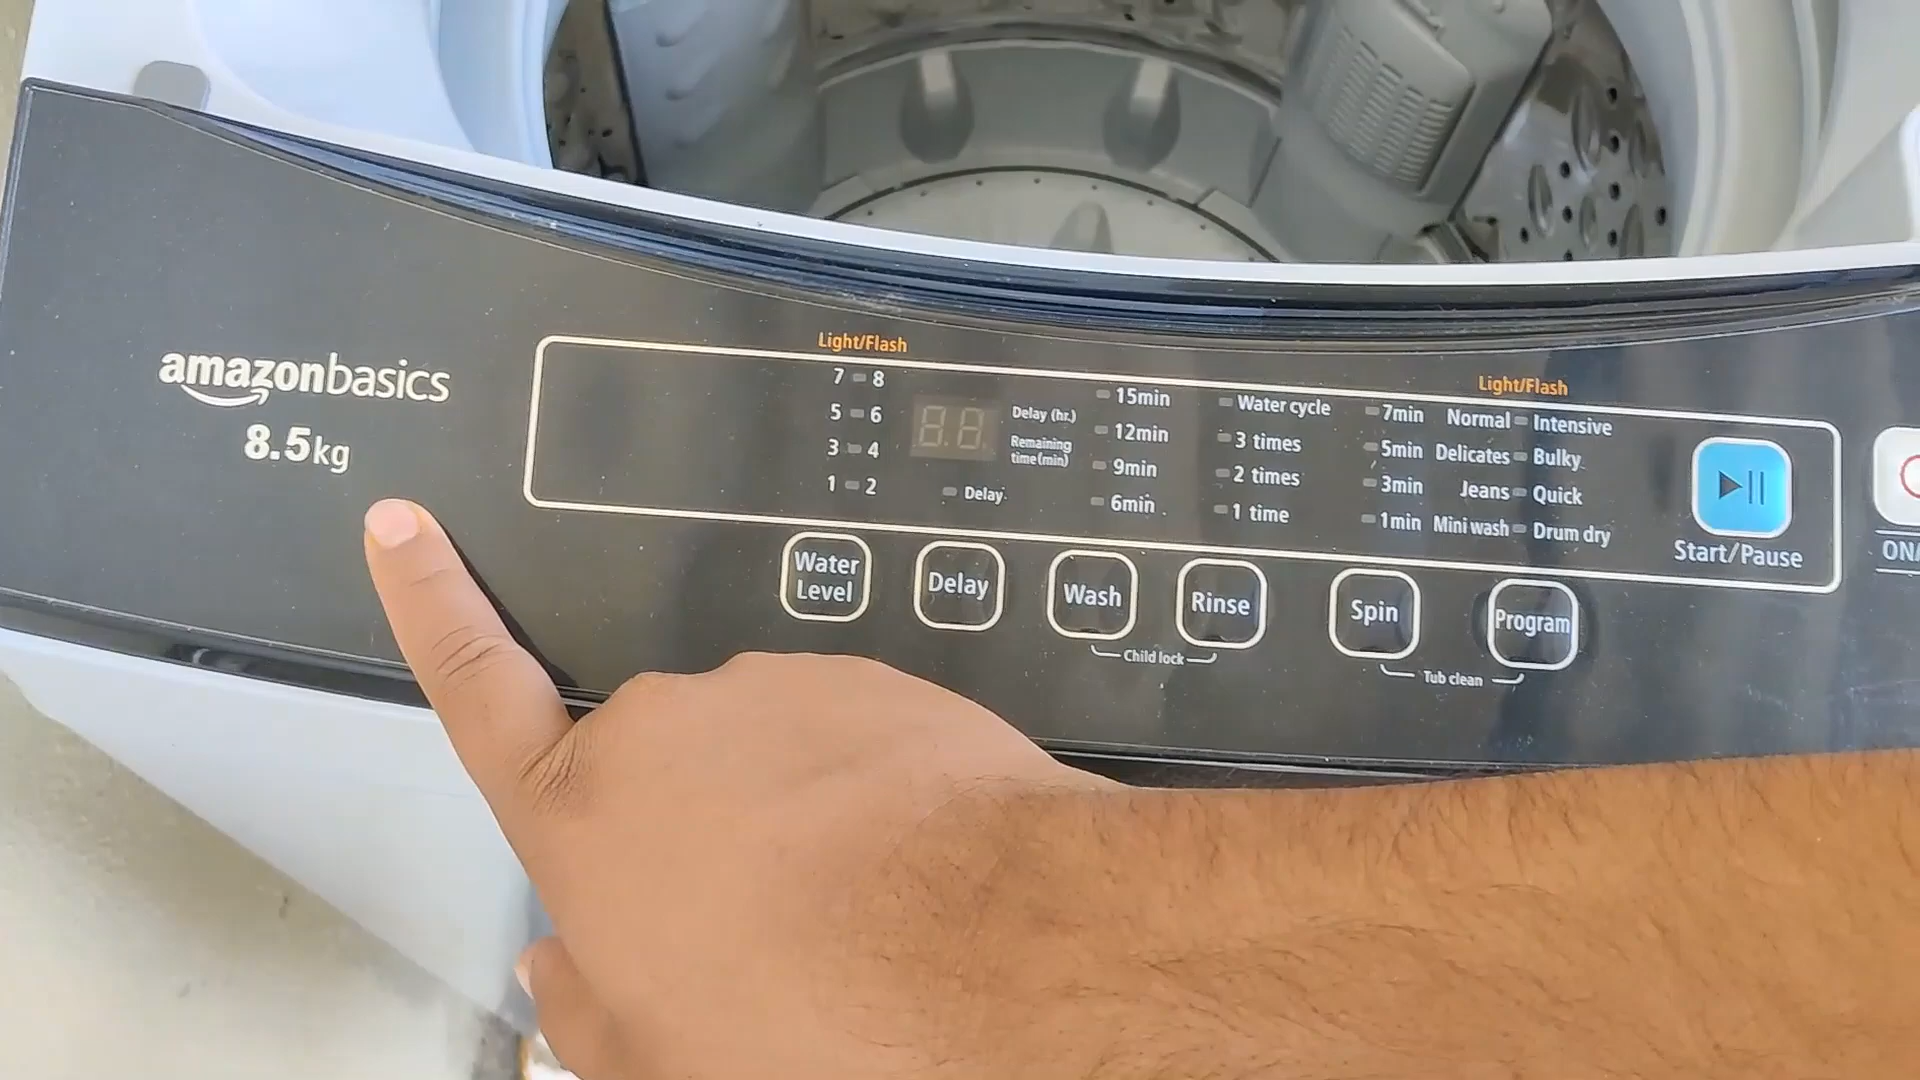 amazonbasics
8.5kg
Light/Flash
7 8
5 6
3 4
1 2
8.8.
Delay (hr.)
Remaining
time(min)
Delay
15min
12min
9min
6min
Water cycle
3 times
2 times
1 time
7min
5min
3min
1min
Light/Flash
Normal Intensive
Delicates Bulky
Jeans Quick
Mini wash Drum dry
Start/Pause
Water
Level
Delay
Wash
Rinse
Child lock
Spin
Program
Tub clean